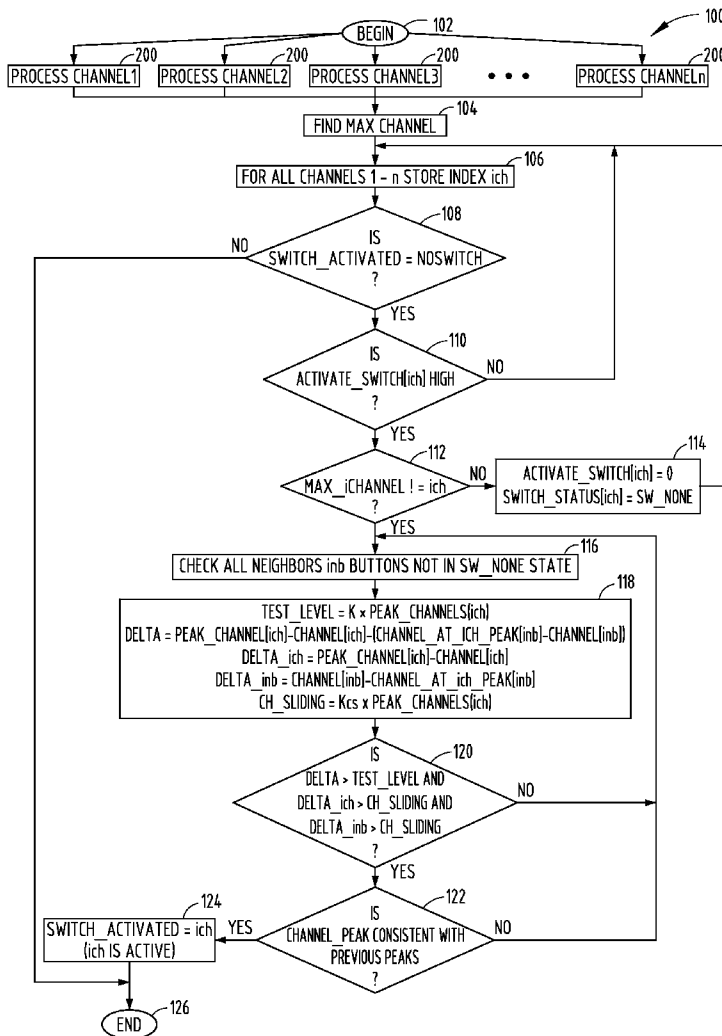 100
BEGIN
102
200
PROCESS CHANNEL1
200
PROCESS CHANNEL2
200
PROCESS CHANNEL3
• • •
200
PROCESS CHANNELn
104
FIND MAX CHANNEL
106
FOR ALL CHANNELS 1 – n STORE INDEX ich
108
IS
SWITCH_ACTIVATED = NOSWITCH
?
NO
YES
110
IS
ACTIVATE_SWITCH[ich] HIGH
?
NO
YES
112
MAX_iCHANNEL ! = ich
?
NO
YES
114
ACTIVATE_SWITCH[ich] = 0
SWITCH_STATUS[ich] = SW_NONE
116
CHECK ALL NEIGHBORS inb BUTTONS NOT IN SW_NONE STATE
118
TEST_LEVEL = K x PEAK_CHANNELS(ich)
DELTA = PEAK_CHANNEL[ich]-CHANNEL[ich]-(CHANNEL_AT_ICH_PEAK[inb]-CHANNEL[inb])
DELTA_ich = PEAK_CHANNEL[ich]-CHANNEL[ich]
DELTA_inb = CHANNEL[inb]-CHANNEL_AT_ich_PEAK[inb]
CH_SLIDING = Kcs x PEAK_CHANNELS(ich)
120
IS
DELTA > TEST_LEVEL AND
DELTA_ich > CH_SLIDING AND
DELTA_inb > CH_SLIDING
?
NO
YES
122
IS
CHANNEL_PEAK CONSISTENT WITH
PREVIOUS PEAKS
?
NO
YES
124
SWITCH_ACTIVATED = ich
(ich IS ACTIVE)
END
126